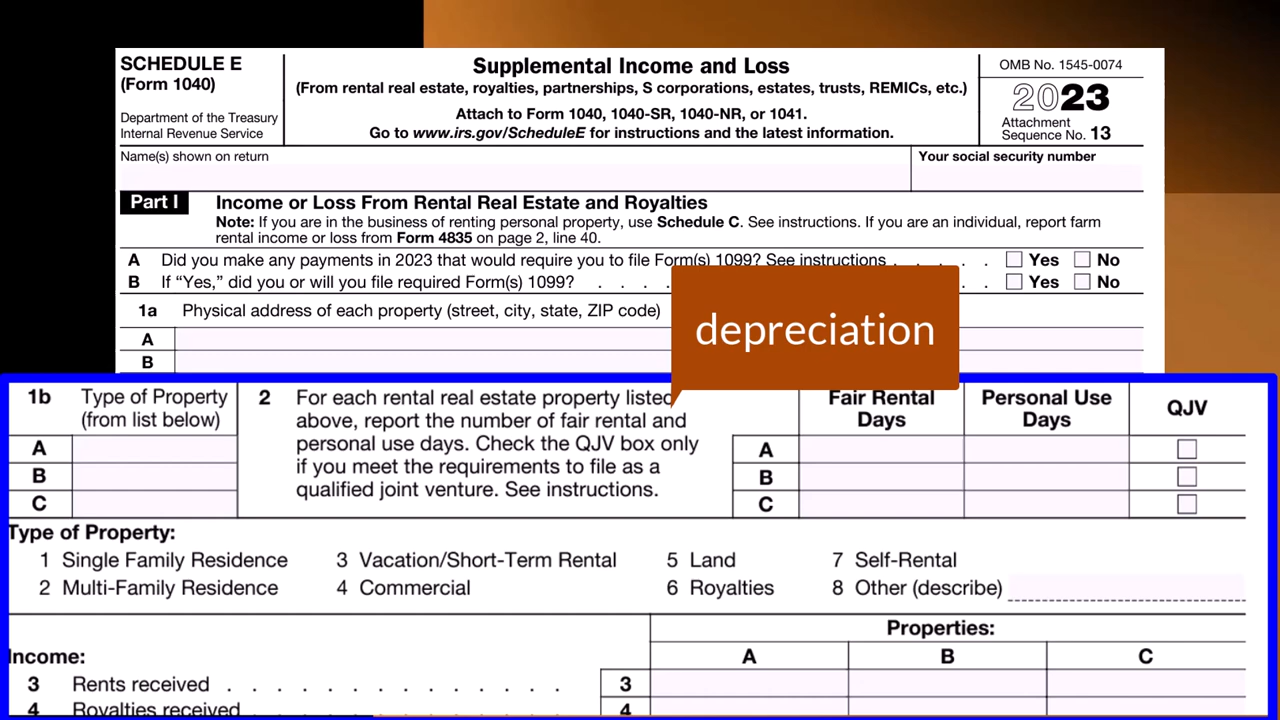 SCHEDULE E
(Form 1040)
Department of the Treasury
Internal Revenue Service
Supplemental Income and Loss
(From rental real estate, royalties, partnerships, S corporations, estates, trusts, REMICs, etc.)
Attach to Form 1040, 1040-SR, 1040-NR, or 1041.
Go to www.irs.gov/ScheduleE for instructions and the latest information.
OMB No. 1545-0074
2023
Attachment
Sequence No. 13
Name(s) shown on return
Your social security number
Part I Income or Loss From Rental Real Estate and Royalties
Note: If you are in the business of renting personal property, use Schedule C. See instructions. If you are an individual, report farm
rental income or loss from Form 4835 on page 2, line 40.
A Did you make any payments in 2023 that would require you to file Form(s) 1099? See instructions . . . . . Yes No
B If “Yes,” did you or will you file required Form(s) 1099? . . . . . . Yes No
1a Physical address of each property (street, city, state, ZIP code)
A
B
depreciation
1b Type of Property
(from list below)
A
B
C
2 For each rental real estate property listed
above, report the number of fair rental and
personal use days. Check the QJV box only
if you meet the requirements to file as a
qualified joint venture. See instructions.
Fair Rental
Days
Personal Use
Days
QJV
A
B
C
Type of Property:
1 Single Family Residence 3 Vacation/Short-Term Rental 5 Land 7 Self-Rental
2 Multi-Family Residence 4 Commercial 6 Royalties 8 Other (describe)
Properties:
Income: A B C
3 Rents received . . . . . . . . . . . . . 3
4 Royalties received . . . . . . . . . . . . 4